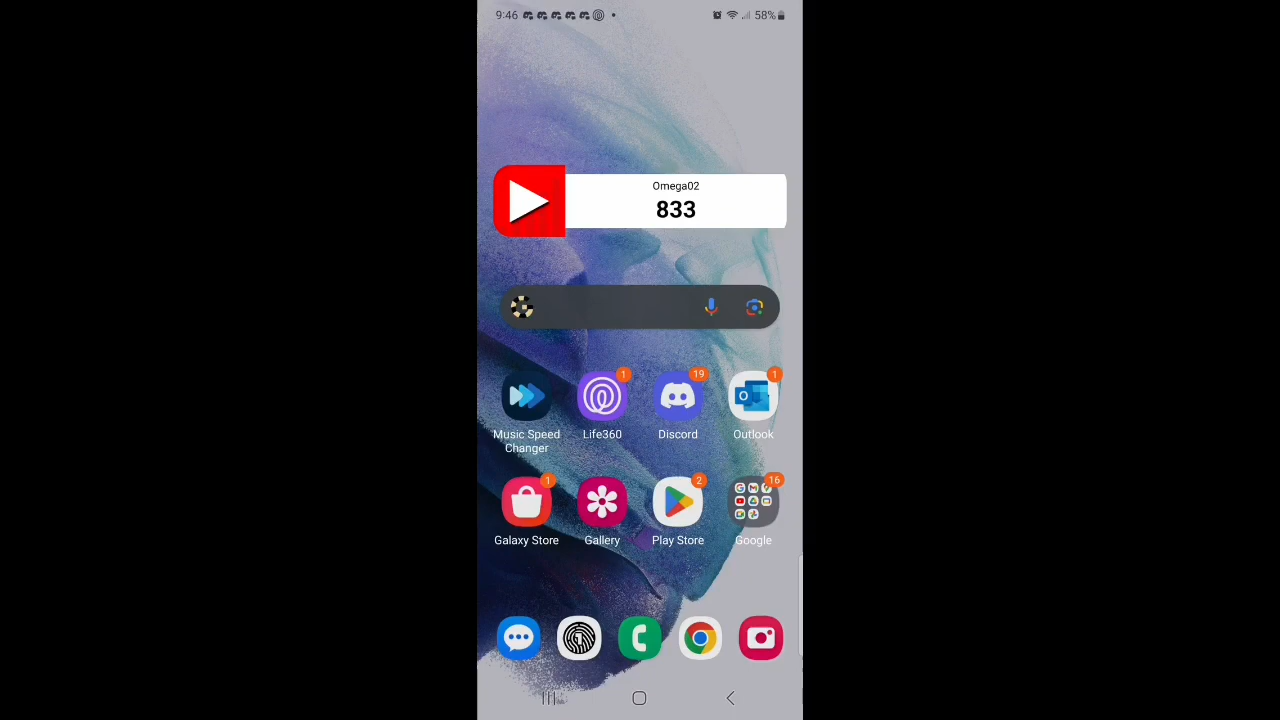 9:46 58%
Omega02
833
1 19 1
Music Speed Life360 Discord Outlook
Changer
1 2 16
Galaxy Store Gallery Play Store Google